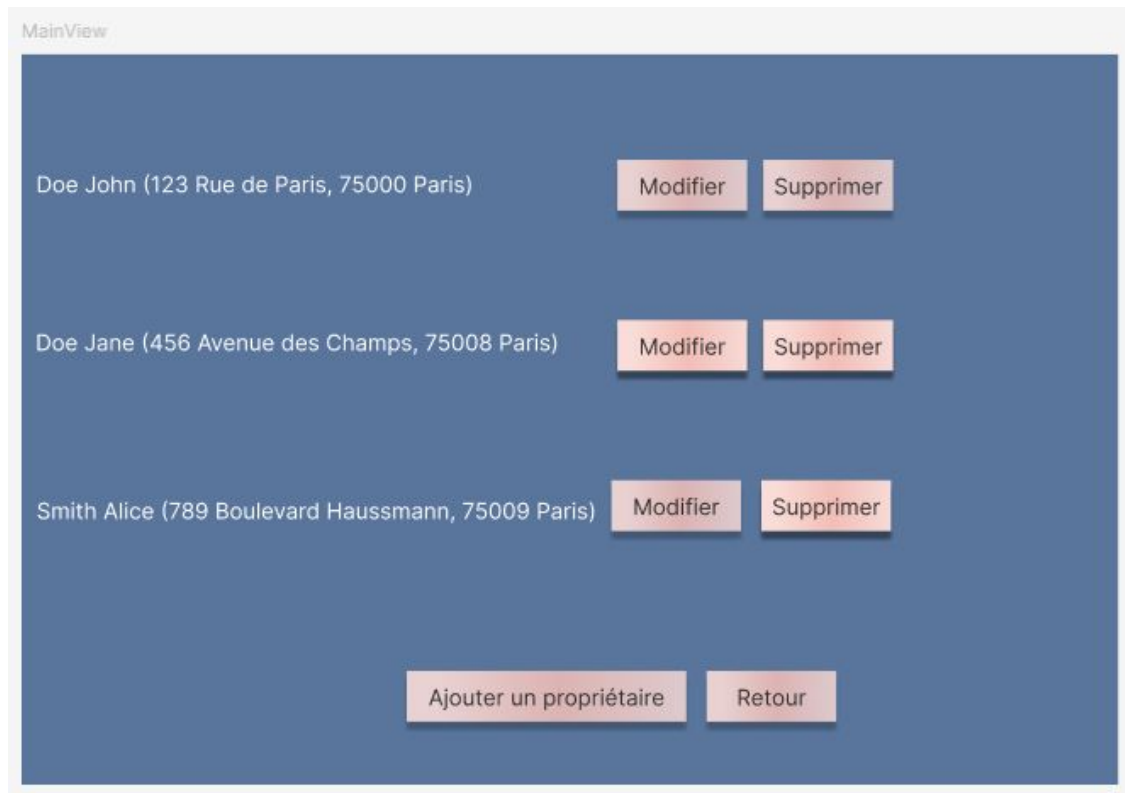 MainView
Doe John (123 Rue de Paris, 75000 Paris) Modifier Supprimer
Doe Jane (456 Avenue des Champs, 75008 Paris) Modifier Supprimer
Smith Alice (789 Boulevard Haussmann, 75009 Paris) Modifier Supprimer
Ajouter un propriétaire Retour